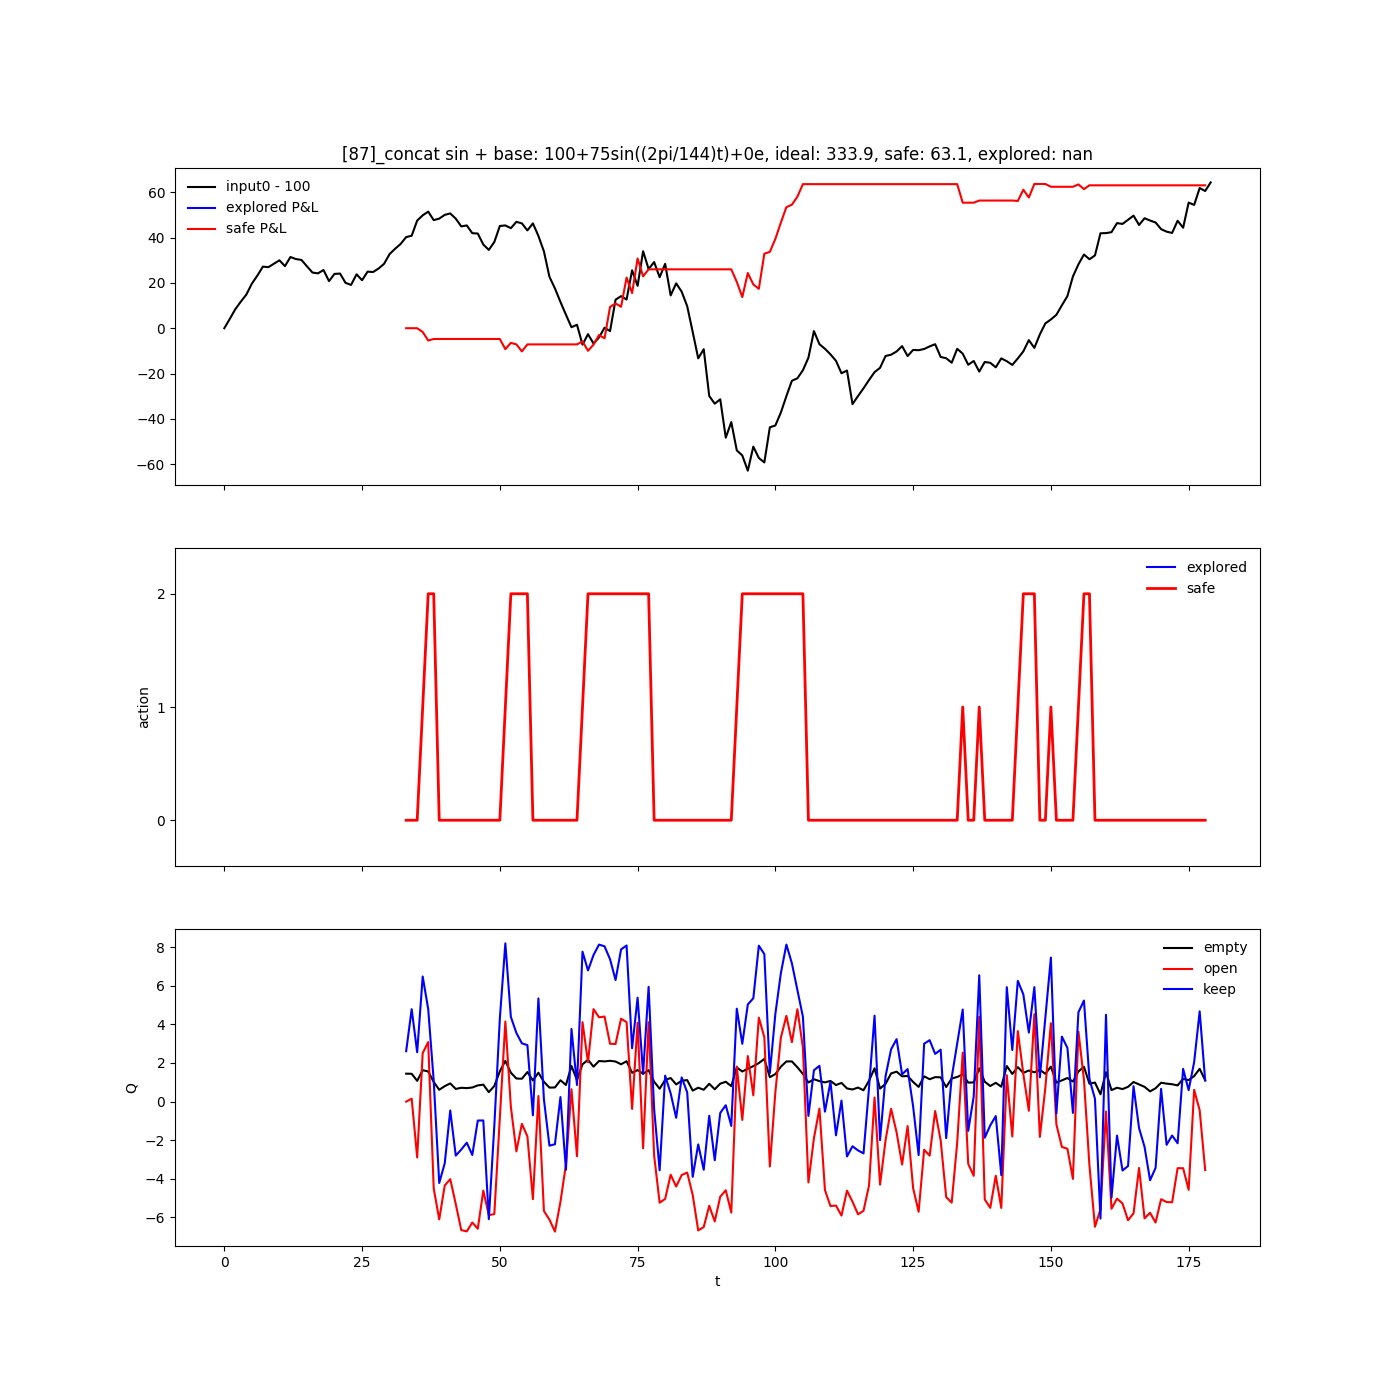 [87]_concat sin + base: 100+75sin((2pi/144)t)+0e, ideal: 333.9, safe: 63.1, explored: nan
input0 - 100
explored P&L
safe P&L
60
40
20
0
−20
−40
−60
explored
safe
2
1
0
action
empty
open
keep
8
6
4
2
0
−2
−4
−6
Q
0 25 50 75 100 125 150 175
t